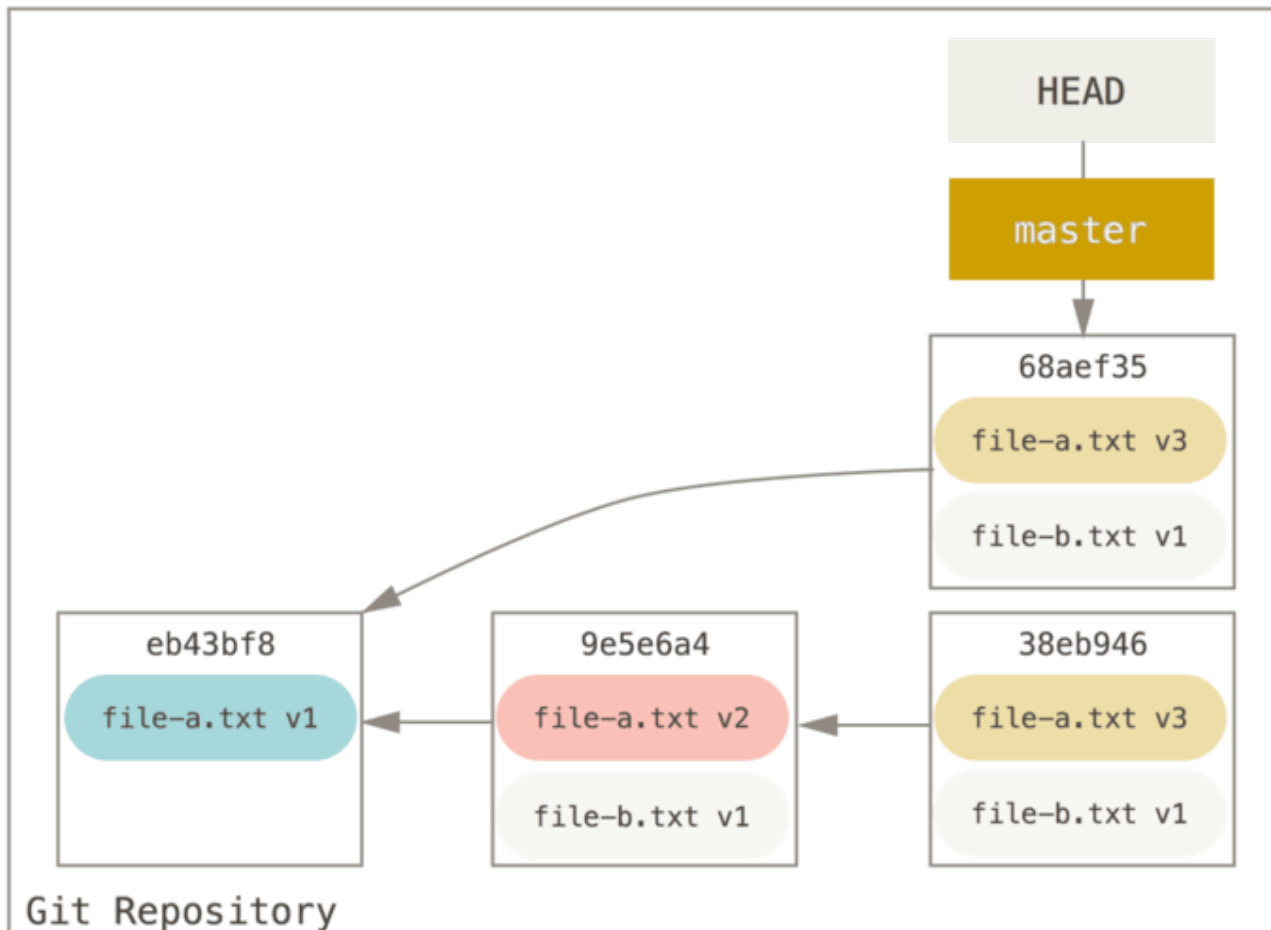 HEAD
master
68aef35
file-a.txt v3
file-b.txt v1
eb43bf8
file-a.txt v1
9e5e6a4
file-a.txt v2
file-b.txt v1
38eb946
file-a.txt v3
file-b.txt v1
Git Repository